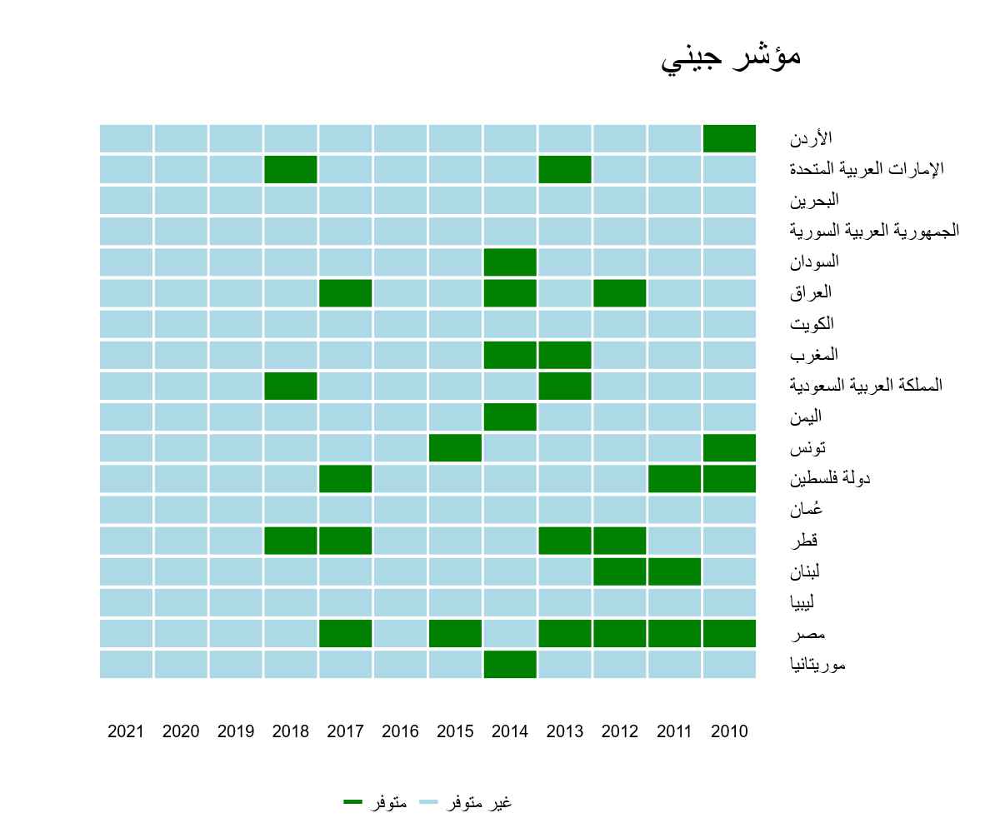 مؤشر جيني
الأردن
الإمارات العربية المتحدة
البحرين
الجمهورية العربية السورية
السودان
العراق
الكويت
المغرب
المملكة العربية السعودية
اليمن
تونس
دولة فلسطين
عُمان
قطر
لبنان
ليبيا
مصر
موريتانيا
2021 2020 2019 2018 2017 2016 2015 2014 2013 2012 2011 2010
متوفر غير متوفر